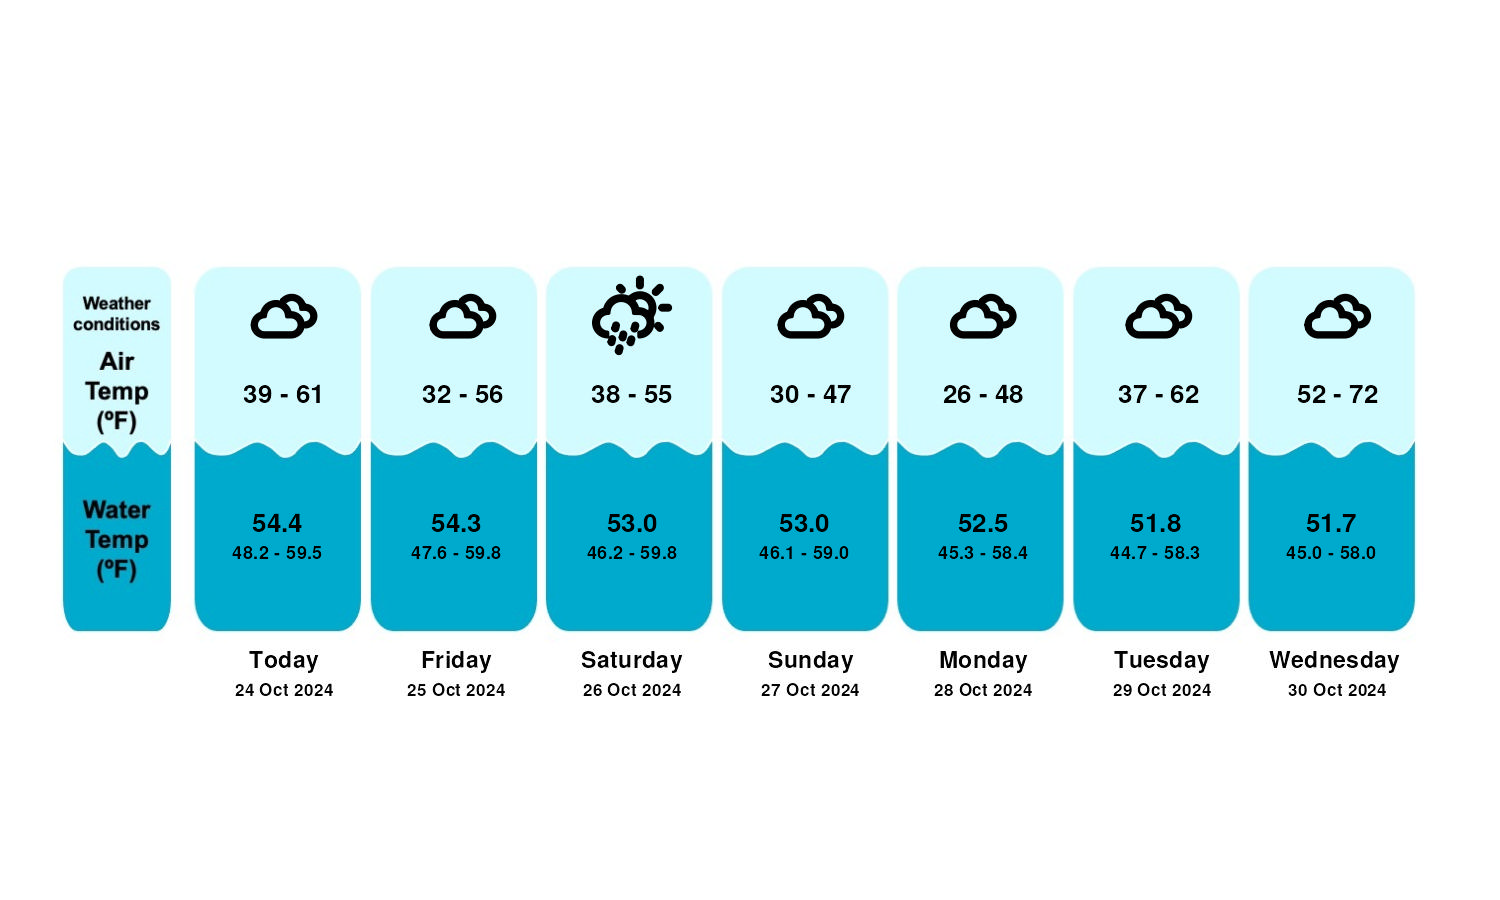 Weather
conditions
Air
Temp
(ºF)
39 - 61
32 - 56
38 - 55
30 - 47
26 - 48
37 - 62
52 - 72
Water
Temp
(ºF)
54.4
48.2 - 59.5
54.3
47.6 - 59.8
53.0
46.2 - 59.8
53.0
46.1 - 59.0
52.5
45.3 - 58.4
51.8
44.7 - 58.3
51.7
45.0 - 58.0
Today
24 Oct 2024
Friday
25 Oct 2024
Saturday
26 Oct 2024
Sunday
27 Oct 2024
Monday
28 Oct 2024
Tuesday
29 Oct 2024
Wednesday
30 Oct 2024